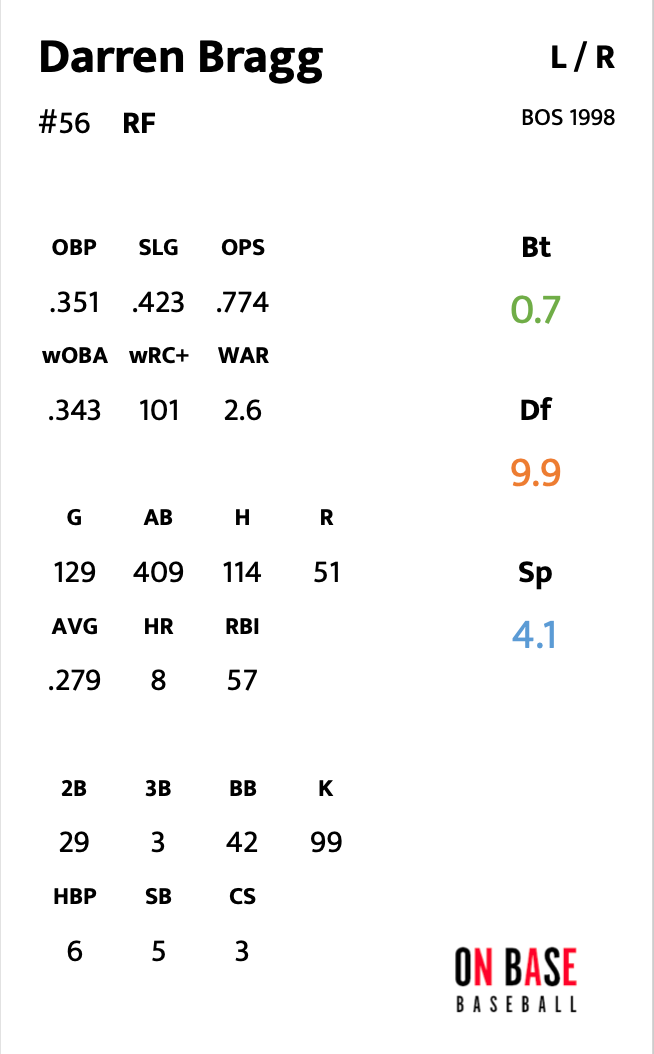 Darren Bragg L / R
#56 RF BOS 1998
OBP SLG OPS Bt
.351 .423 .774 0.7
wOBA wRC+ WAR
.343 101 2.6 Df
9.9
G AB H R
129 409 114 51 Sp
AVG HR RBI 4.1
.279 8 57
2B 3B BB K
29 3 42 99
HBP SB CS
6 5 3
ON BASE
BASEBALL